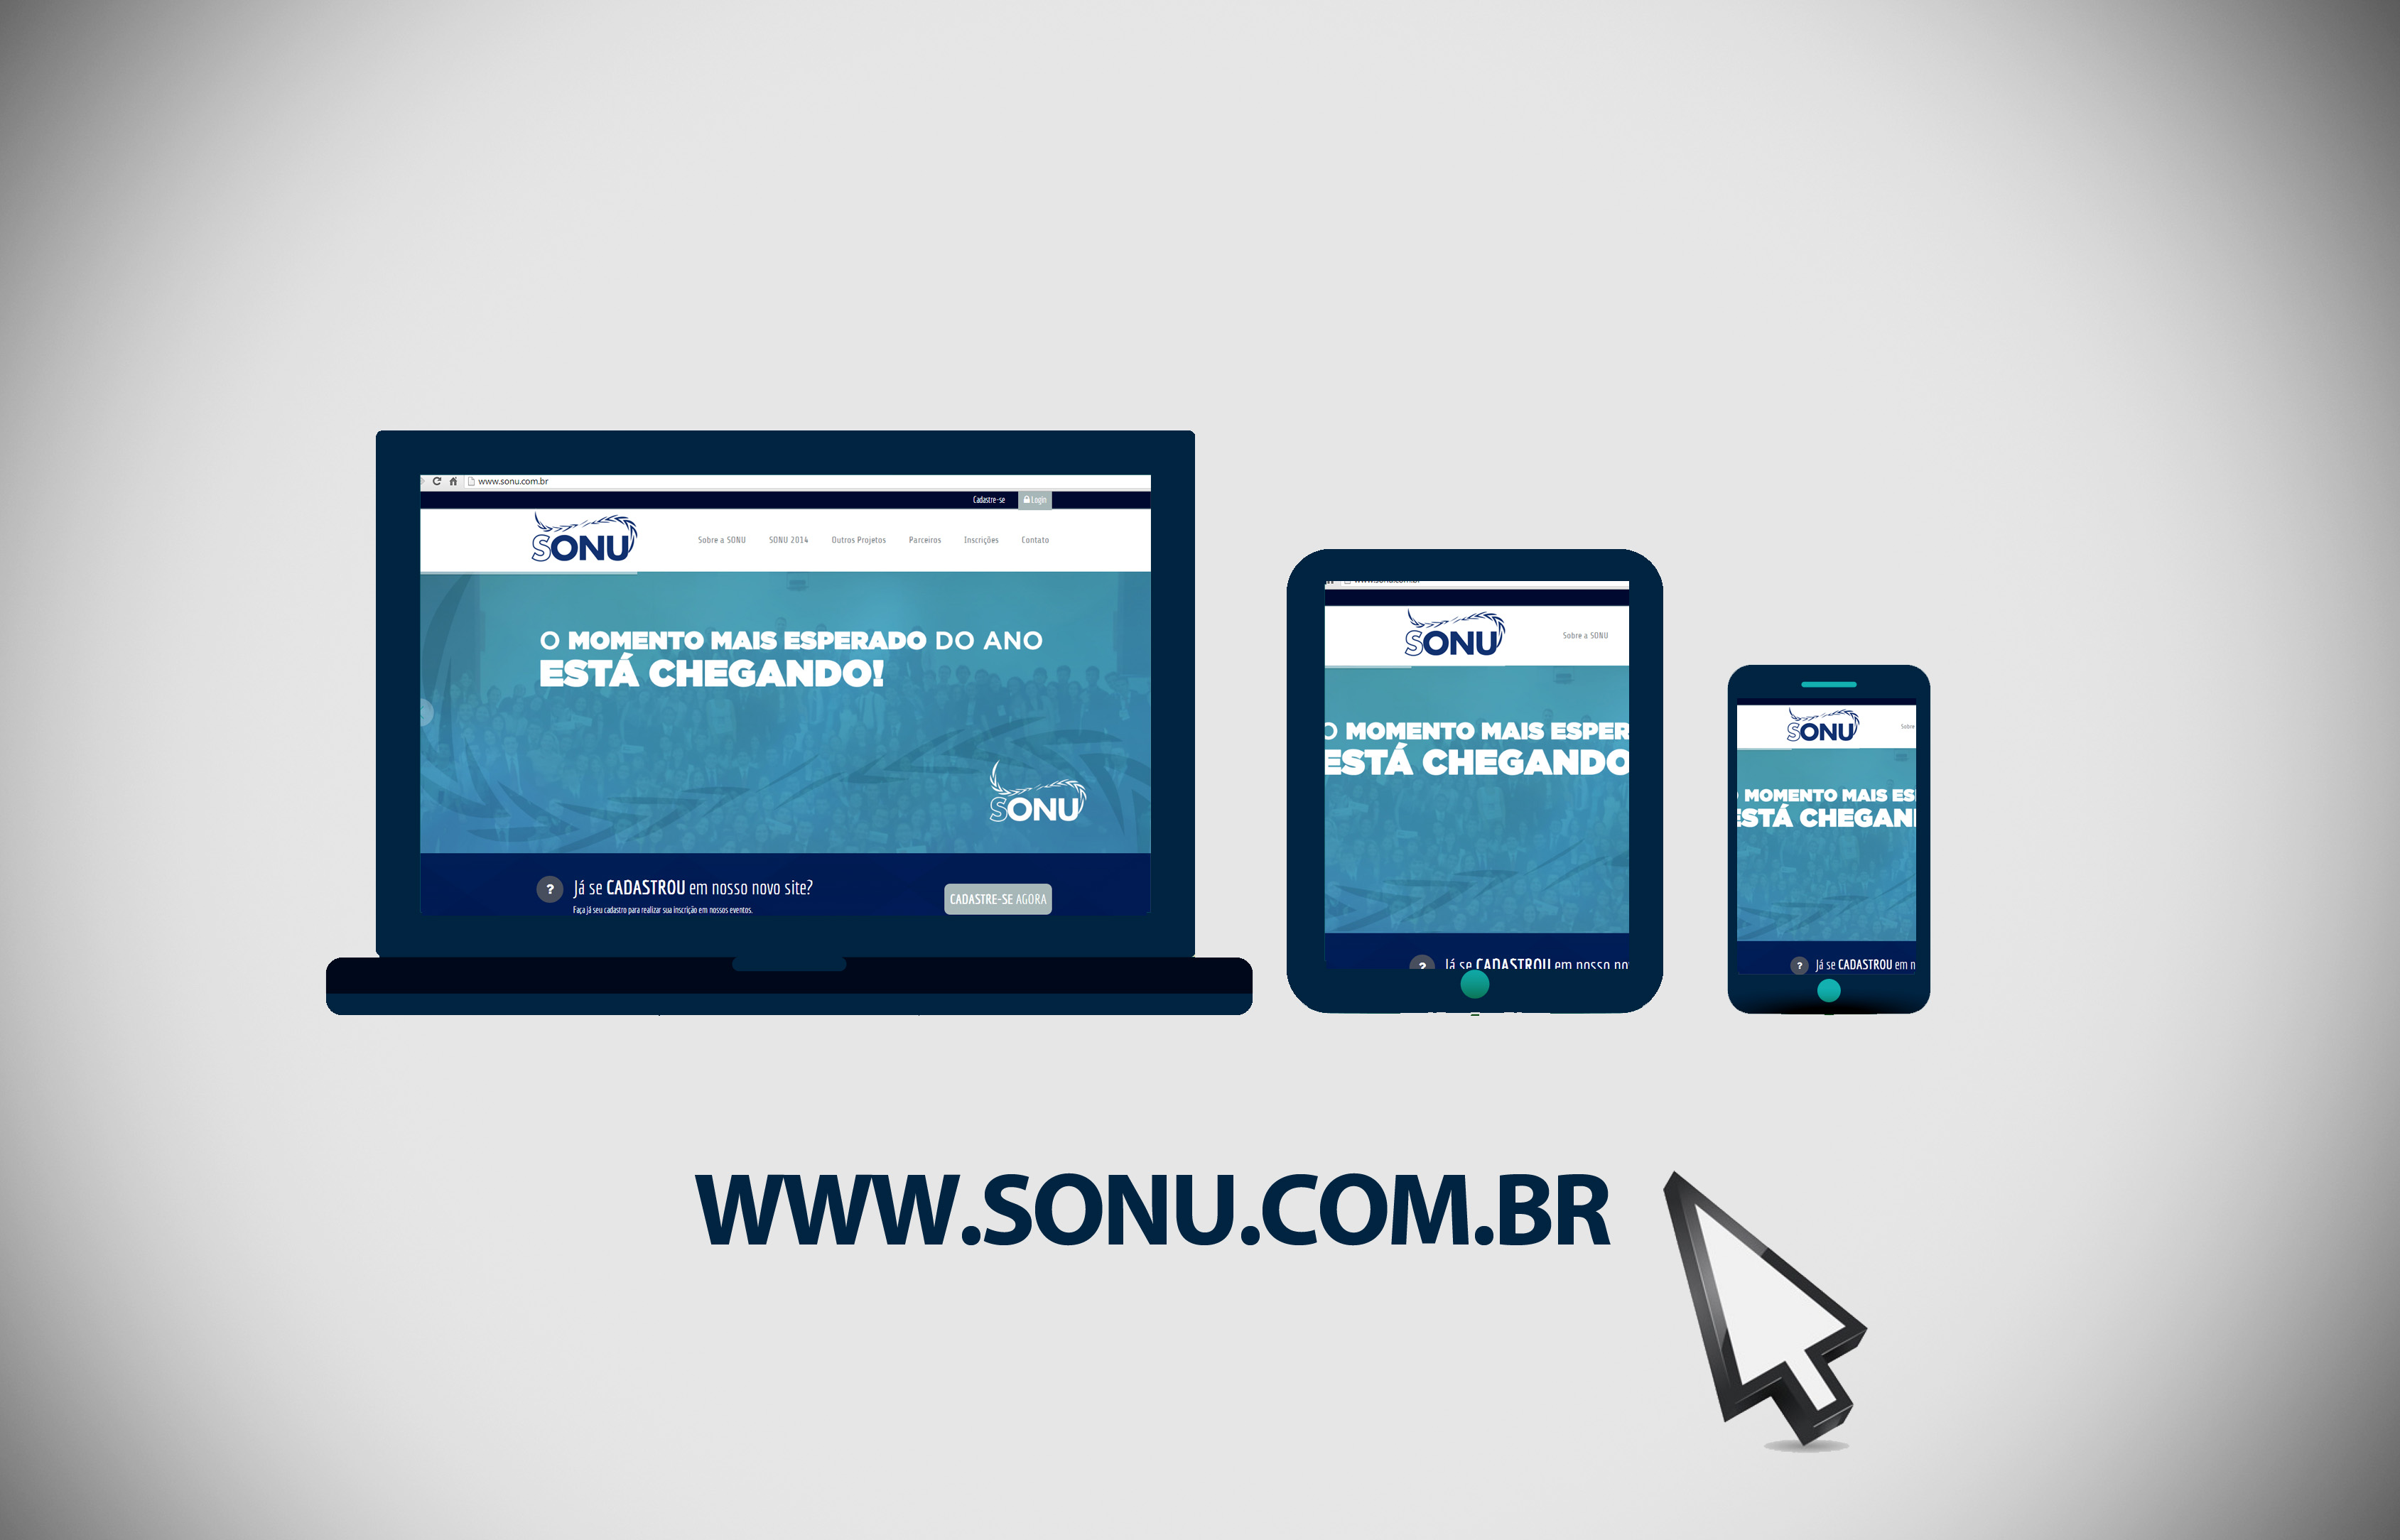 www.sonu.com.br
Cadastre-se Login
SONU
Sobre a SONU SONU 2014 Outros Projetos Parceiros Inscrições Contato
O MOMENTO MAIS ESPERADO DO ANO
ESTÁ CHEGANDO!
SONU
? Já se CADASTROU em nosso novo site?
Faça já seu cadastro para realizar sua inscrição em nossos eventos.
CADASTRE-SE AGORA
SONU
Sobre a SONU
O MOMENTO MAIS ESPER
ESTÁ CHEGANDO
? Já se CADASTROU em nosso no
SONU
Sobre
MOMENTO MAIS ES
ESTÁ CHEGAN
? Já se CADASTROU em n
WWW.SONU.COM.BR